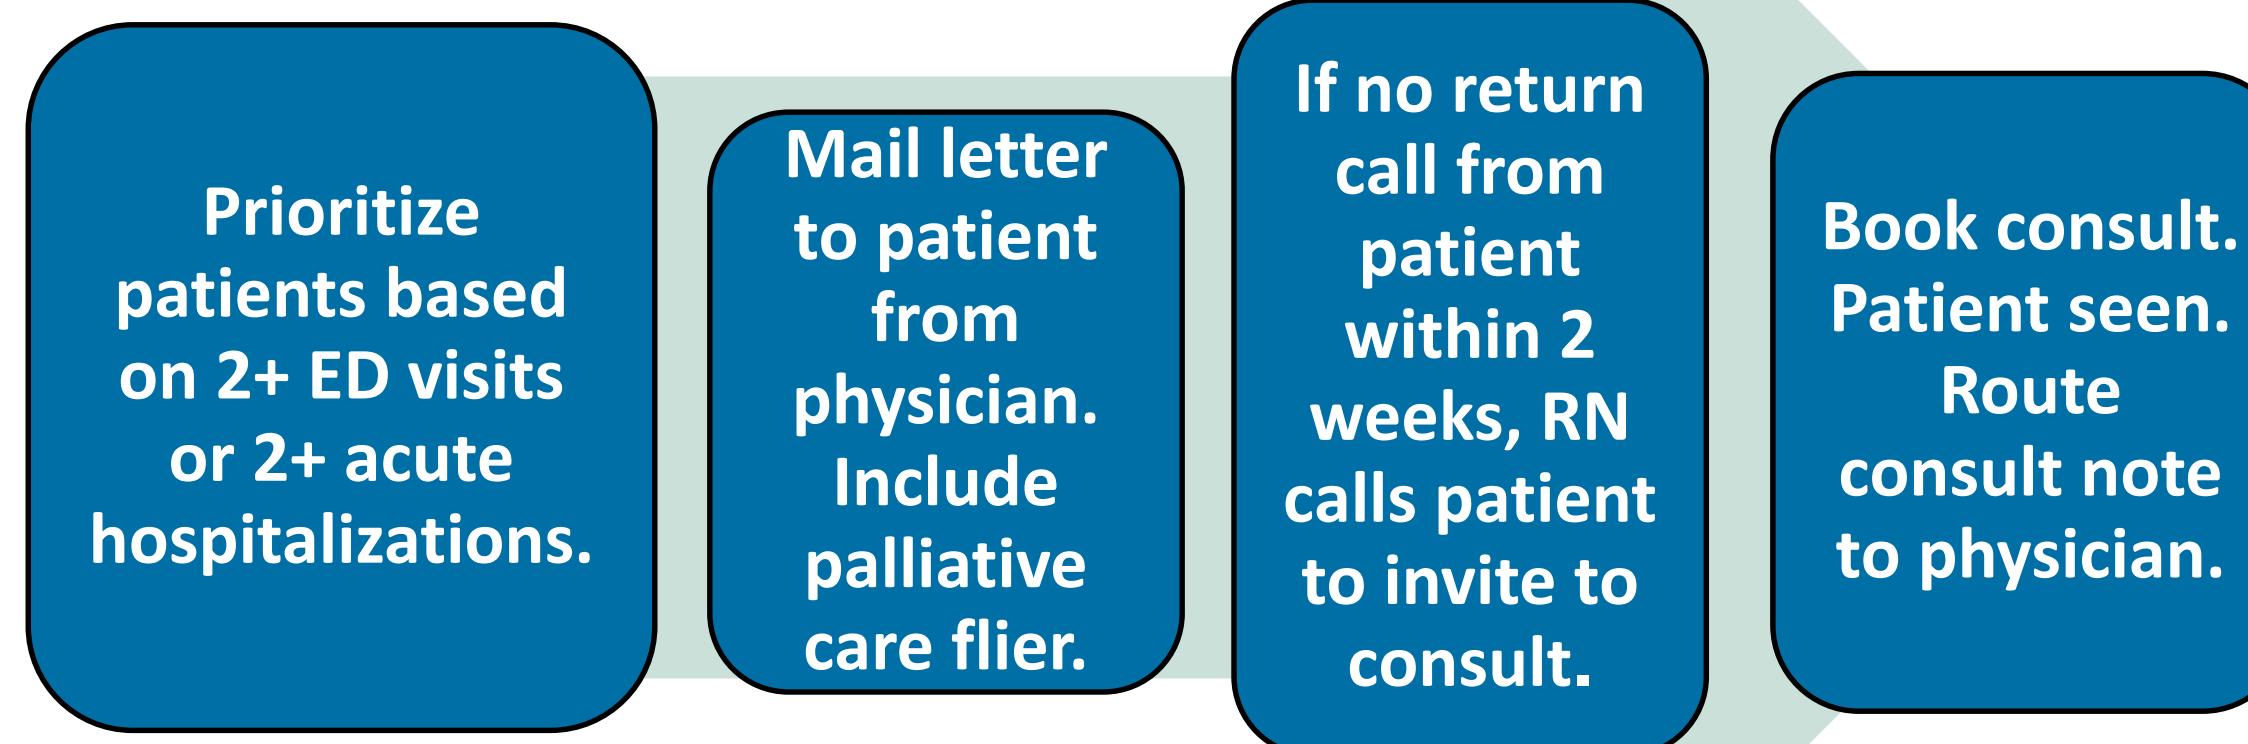 Prioritize
patients based
on 2+ ED visits
or 2+ acute
hospitalizations.
Mail letter
to patient
from
physician.
Include
palliative
care flier.
If no return
call from
patient
within 2
weeks, RN
calls patient
to invite to
consult.
Book consult.
Patient seen.
Route
consult note
to physician.